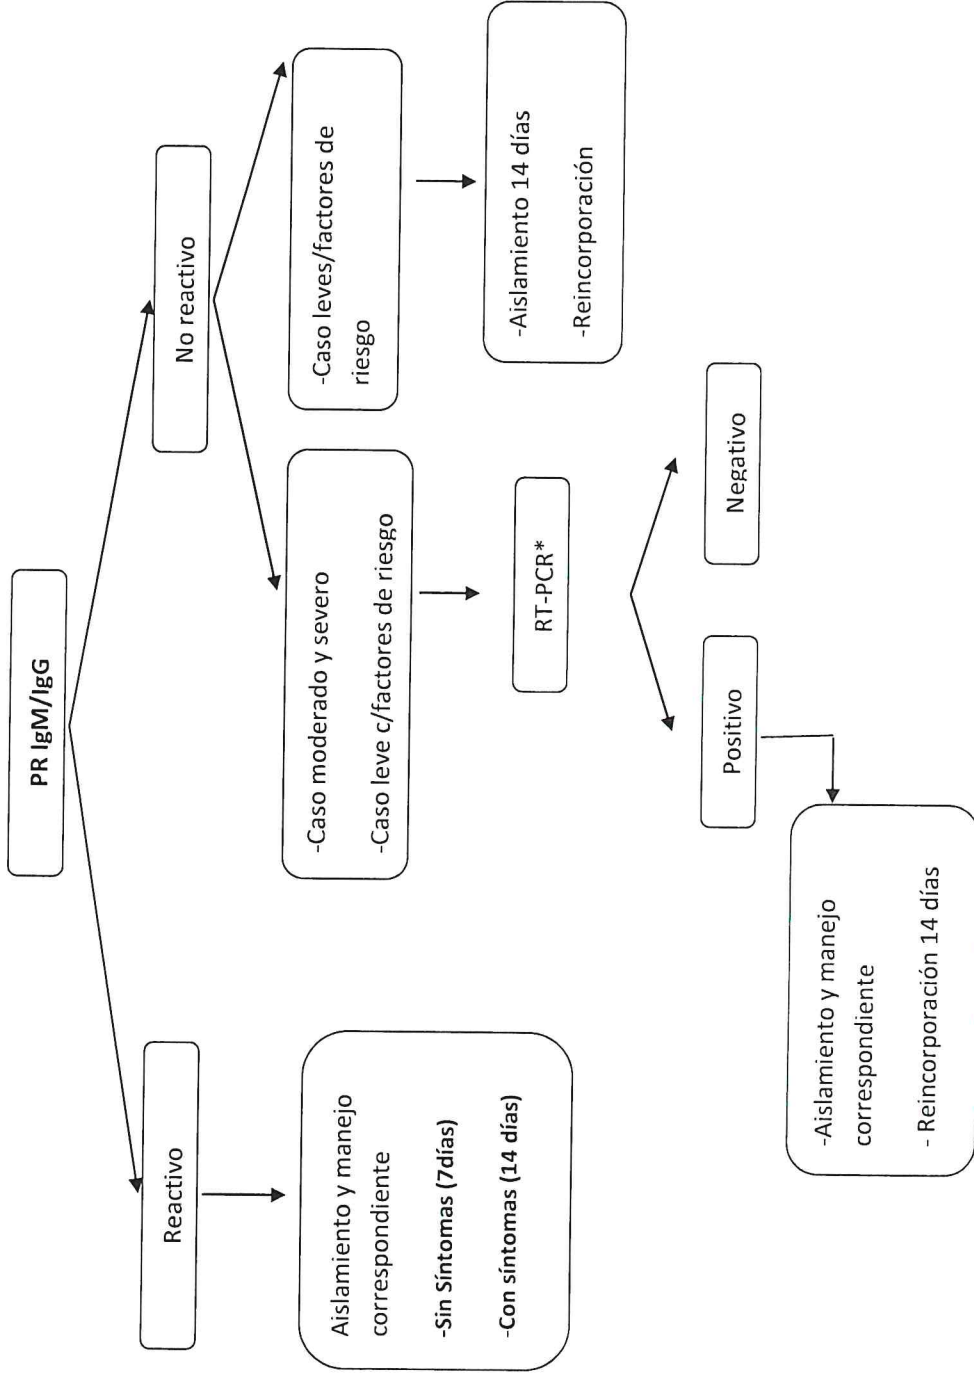 PR IgM/IgG
Reactivo
No reactivo
Aislamiento y manejo
correspondiente
-Sin Síntomas (7días)
-Con síntomas (14 días)
-Caso moderado y severo
-Caso leve c/factores de riesgo
-Caso leves/factores de
riesgo
RT-PCR*
-Aislamiento 14 días
-Reincorporación
Positivo
Negativo
-Aislamiento y manejo
correspondiente
- Reincorporación 14 días